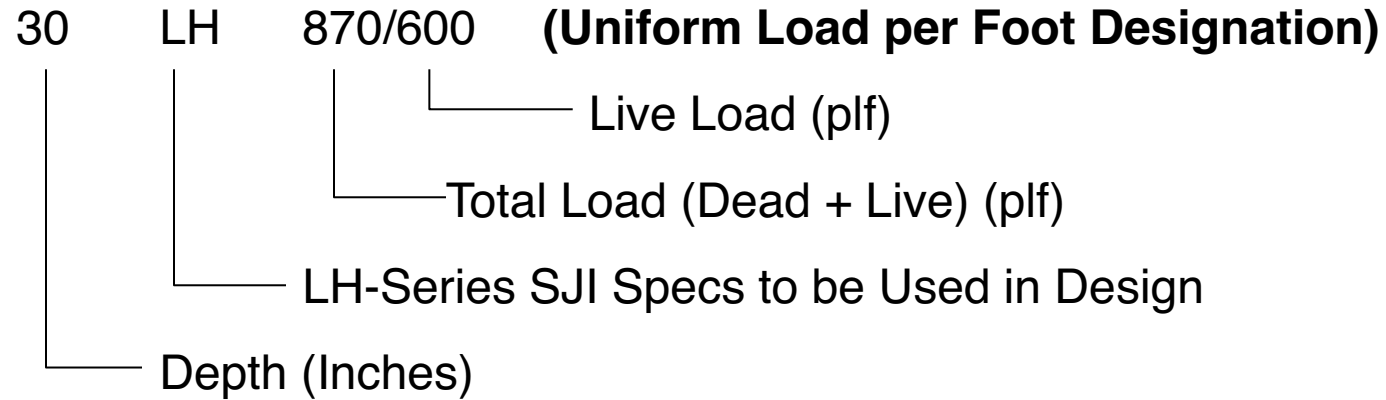 30 LH 870/600 (Uniform Load per Foot Designation)
Live Load (plf)
Total Load (Dead + Live) (plf)
LH-Series SJI Specs to be Used in Design
Depth (Inches)